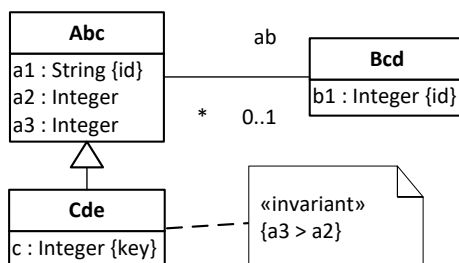 Abc
a1 : String {id}
a2 : Integer
a3 : Integer
ab
* 0..1
Bcd
b1 : Integer {id}
Cde
c : Integer {key}
«invariant»
{a3 > a2}